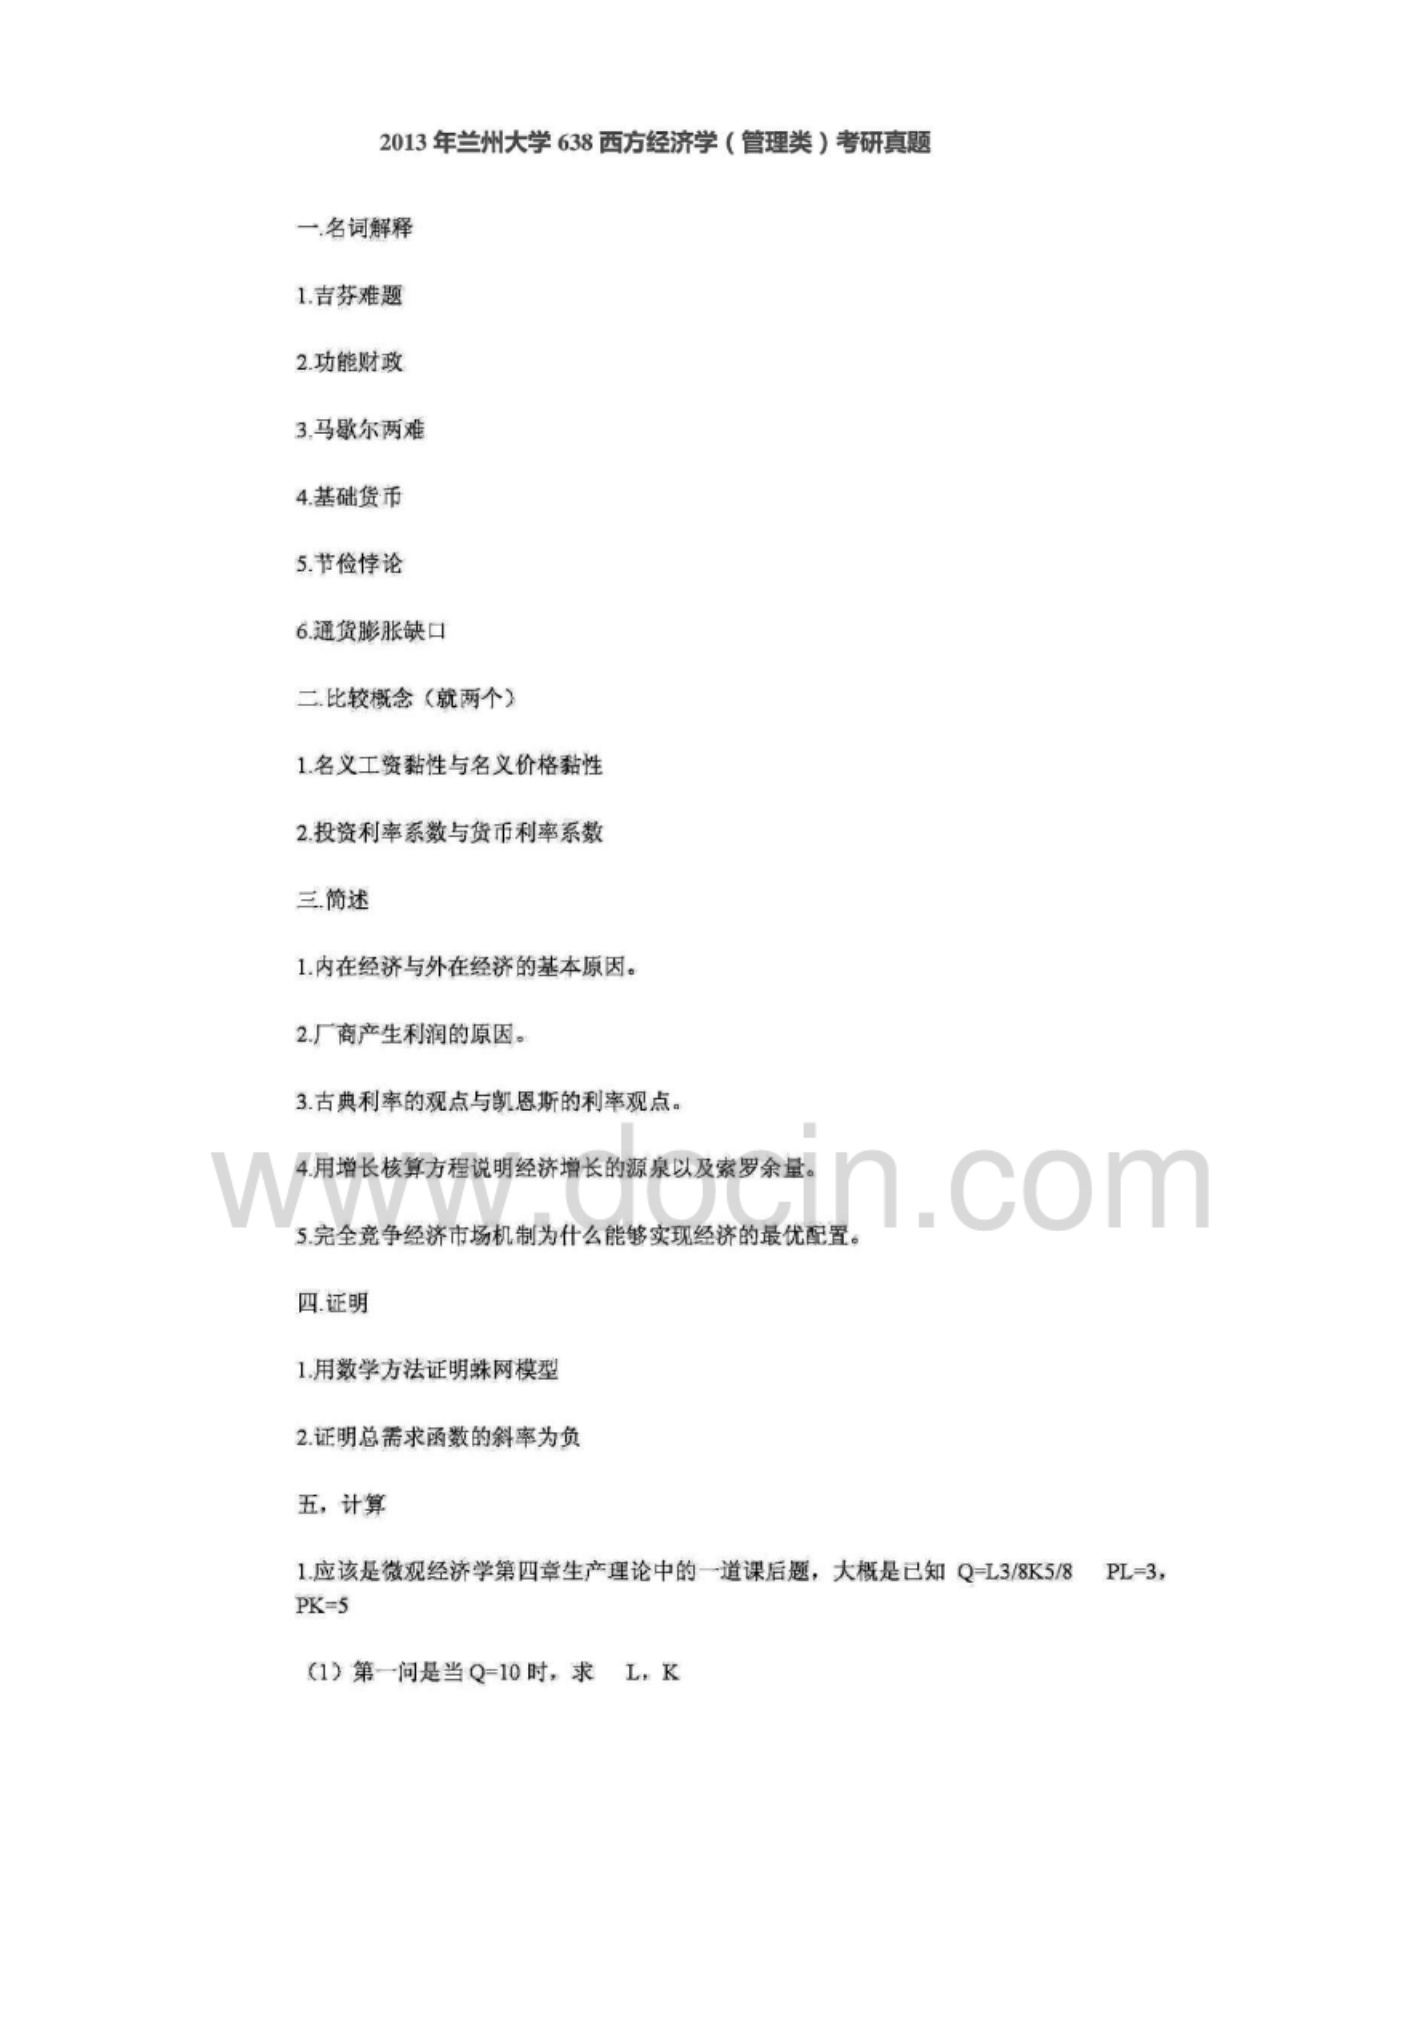 2013 年兰州大学 638 西方经济学（管理类）考研真题
一.名词解释
1.吉芬难题
2.功能财政
3.马歇尔两难
4.基础货币
5.节俭悖论
6.通货膨胀缺口
二.比较概念（就两个）
1.名义工资黏性与名义价格黏性
2.投资利率系数与货币利率系数
三.简述
1.内在经济与外在经济的基本原因。
2.厂商产生利润的原因。
3.古典利率的观点与凯恩斯的利率观点。
4.用增长核算方程说明经济增长的源泉以及索罗余量。
www.docin.com
5.完全竞争经济市场机制为什么能够实现经济的最优配置。
四.证明
1.用数学方法证明蛛网模型
2.证明总需求函数的斜率为负
五，计算
1.应该是微观经济学第四章生产理论中的一道课后题，大概是已知 Q=L3/8K5/8 PL=3，
PK=5
（1）第一问是当 Q=10 时，求 L，K